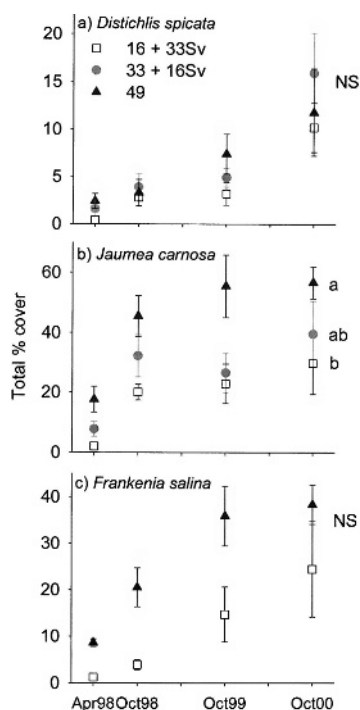 a) Distichlis spicata
16 + 33Sv
33 + 16Sv
49
NS
20
15
10
5
0
b) Jaumea carnosa
a
ab
b
60
40
20
0
Total % cover
c) Frankenia salina
NS
40
30
20
10
0
Apr98 Oct98 Oct99 Oct00